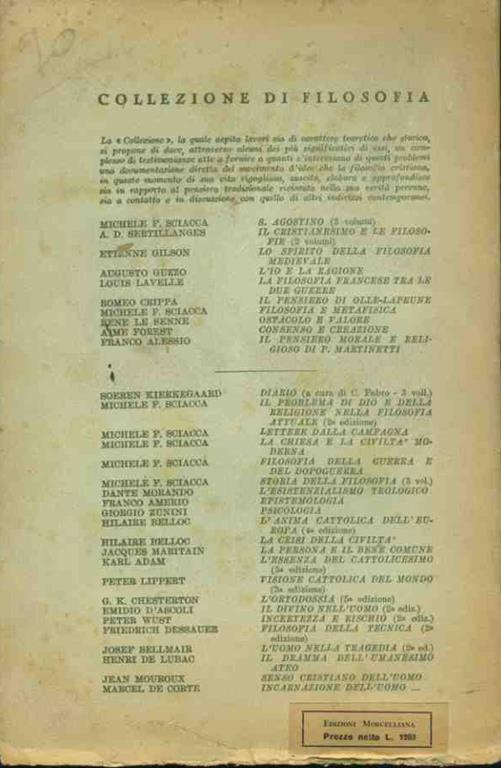 COLLEZIONE DI FILOSOFIA
La « Collezione », la quale ospita lavori sia di carattere teoretico che storico,
si propone di dare, attraverso alcuni dei più significativi di essi, un com-
plesso di testimonianze atte a fornire a quanti s'interessano di questi problemi
una documentazione diretta del movimento d'idee che la filosofia cristiana,
in questo momento di sua vita rigogliosa, suscita, elabora e approfondisce
sia in rapporto al pensiero tradizionale rivissuto nella sua verità perenne,
sia a contatto e in discussione con quello di altri indirizzi contemporanei.
MICHELE F. SCIACCA S. AGOSTINO (2 volumi)
A. D. SERTILLANGES IL CRISTIANESIMO E LE FILOSO-
FIE (2 volumi)
ETIENNE GILSON LO SPIRITO DELLA FILOSOFIA
MEDIEVALE
AUGUSTO GUZZO L'IO E LA RAGIONE
LOUIS LAVELLE LA FILOSOFIA FRANCESE TRA LE
DUE GUERRE
ROMEO CRIPPA IL PENSIERO DI OLLE-LAPRUNE
MICHELE F. SCIACCA FILOSOFIA E METAFISICA
RENE LE SENNE OSTACOLO E VALORE
AIME FOREST CONSENSO E CREAZIONE
FRANCO ALESSIO IL PENSIERO MORALE E RELI-
GIOSO DI P. MARTINETTI
SOEREN KIERKEGAARD DIARIO (a cura di C. Fabro - 3 voll.)
MICHELE F. SCIACCA IL PROBLEMA DI DIO E DELLA
RELIGIONE NELLA FILOSOFIA
ATTUALE (2ª edizione)
MICHELE F. SCIACCA LETTERE DALLA CAMPAGNA
MICHELE F. SCIACCA LA CHIESA E LA CIVILTA' MO-
DERNA
MICHELE F. SCIACCA FILOSOFIA DELLA GUERRA E
DEL DOPOGUERRA
MICHELE F. SCIACCA STORIA DELLA FILOSOFIA (3 vol.)
DANTE MORANDO L'ESISTENZIALISMO TEOLOGICO
FRANCO AMERIO EPISTEMOLOGIA
GIORGIO ZUNINI PSICOLOGIA
HILAIRE BELLOC L'ANIMA CATTOLICA DELL'EU-
ROPA (4ª edizione)
HILAIRE BELLOC LA CRISI DELLA CIVILTA'
JACQUES MARITAIN LA PERSONA E IL BENE COMUNE
KARL ADAM L'ESSENZA DEL CATTOLICESIMO
(5ª edizione)
PETER LIPPERT VISIONE CATTOLICA DEL MONDO
(3ª edizione)
G. K. CHESTERTON L'ORTODOSSIA (5ª edizione)
EMIDIO D'ASCOLI IL DIVINO NELL'UOMO (2ª ediz.)
PETER WUST INCERTEZZA E RISCHIO (2ª ediz.)
FRIEDRICH DESSAUER FILOSOFIA DELLA TECNICA (2ª
edizione)
JOSEF SELLMAIR L'UOMO NELLA TRAGEDIA (2ª ed.)
HENRI DE LUBAC IL DRAMMA DELL'UMANESIMO
ATEO
JEAN MOUROUX SENSO CRISTIANO DELL'UOMO
MARCEL DE CORTE INCARNAZIONE DELL'UOMO ...
EDIZIONI MORCELLIANA
Prezzo netto L.